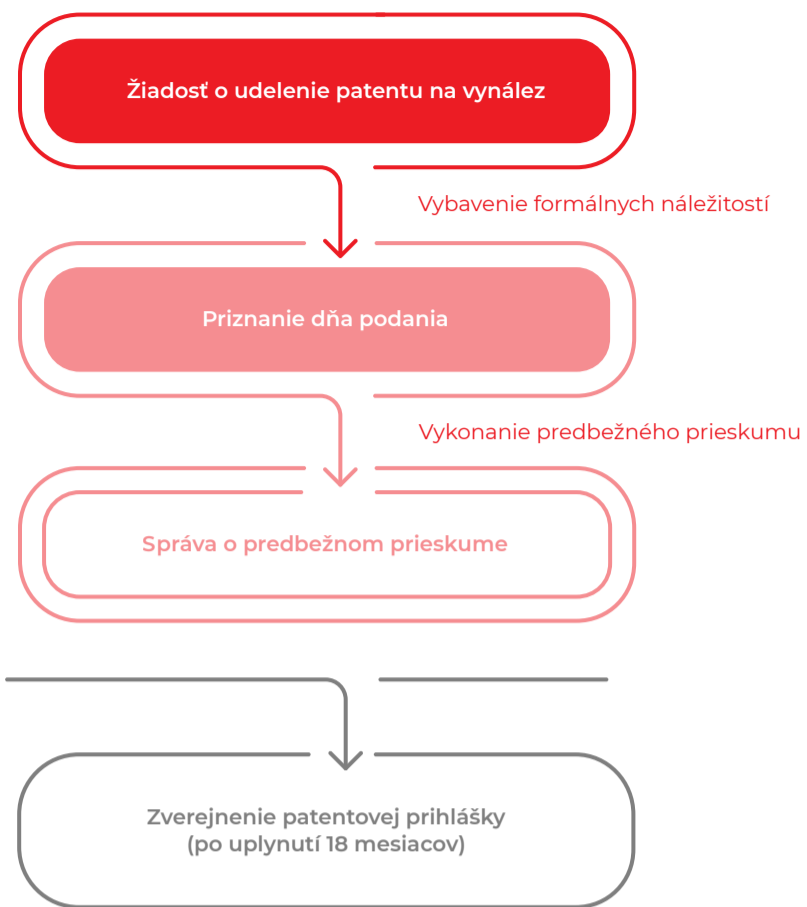 Žiadosť o udelenie patentu na vynález
Vybavenie formálnych náležitostí
Priznanie dňa podania
Vykonanie predbežného prieskumu
Správa o predbežnom prieskume
Zverejnenie patentovej prihlášky
(po uplynutí 18 mesiacov)